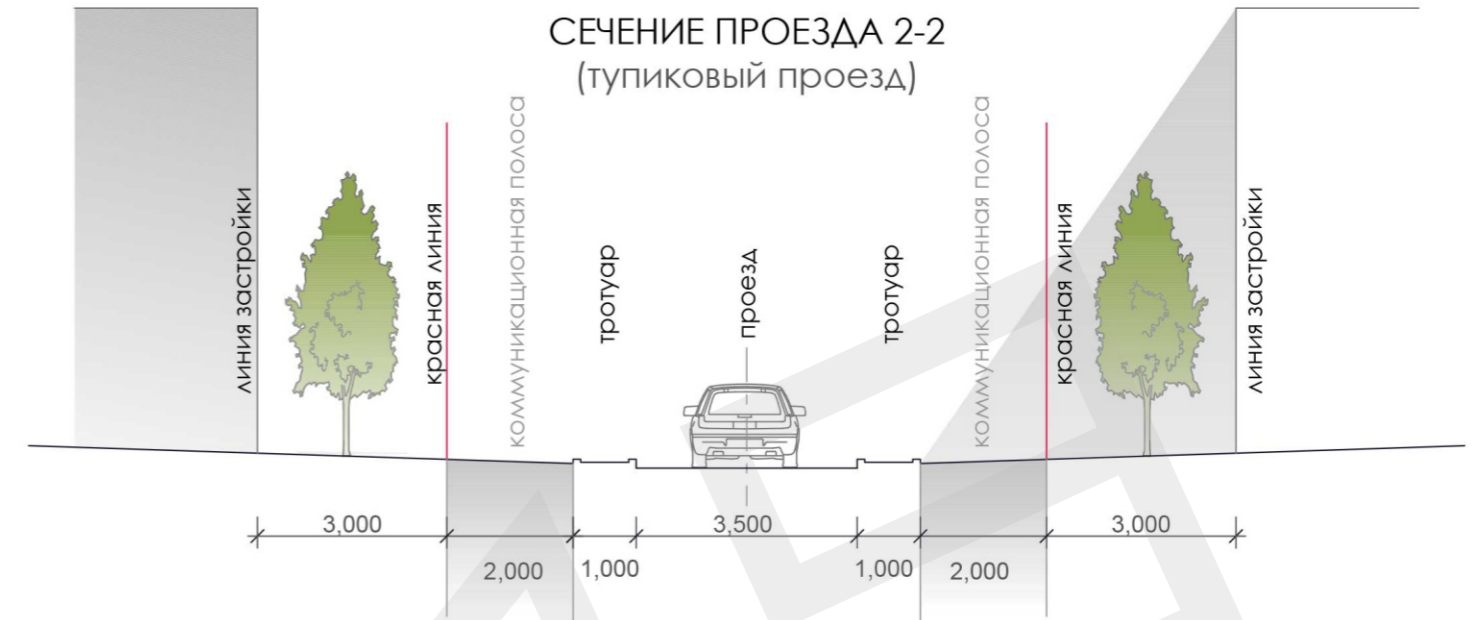 СЕЧЕНИЕ ПРОЕЗДА 2-2
(тупиковый проезд)
линия застройки
красная линия
коммуникационная полоса
тротуар
проезд
тротуар
коммуникационная полоса
красная линия
линия застройки
3,000
2,000
1,000
3,500
1,000
2,000
3,000